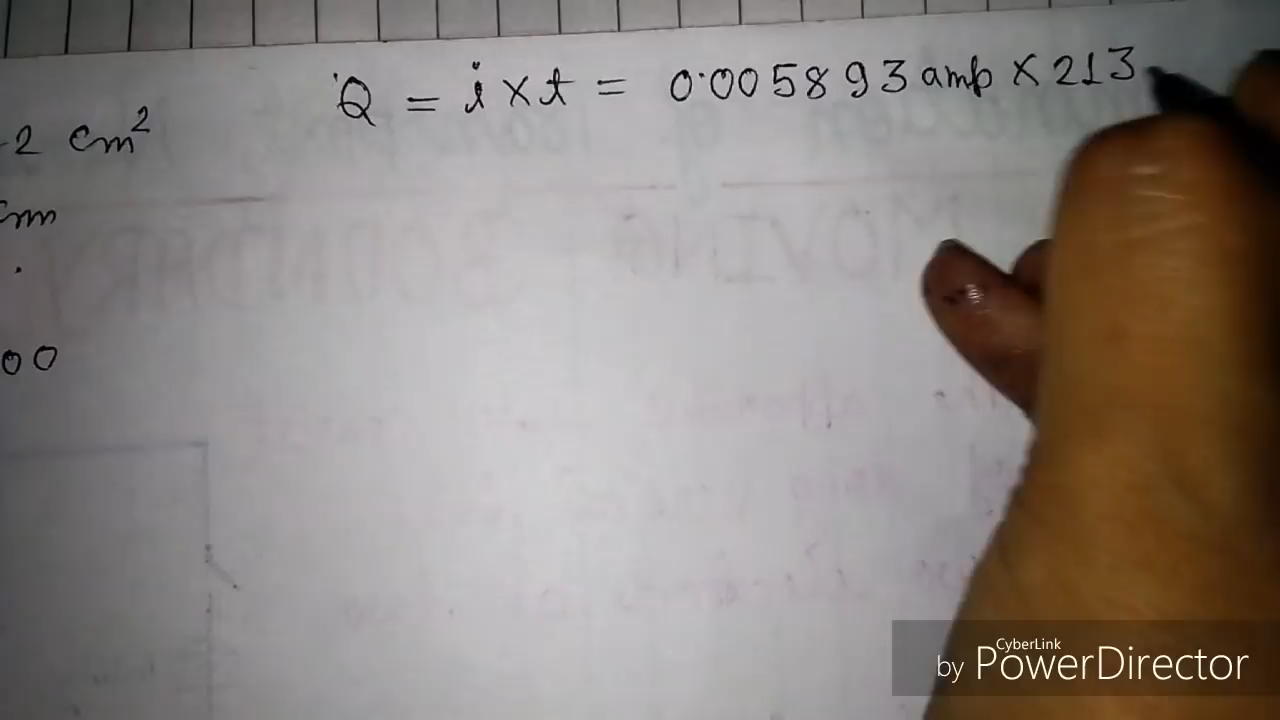 Q = i × t = 0.005893 amp × 213
2 cm²
cm
00
CyberLink
by PowerDirector